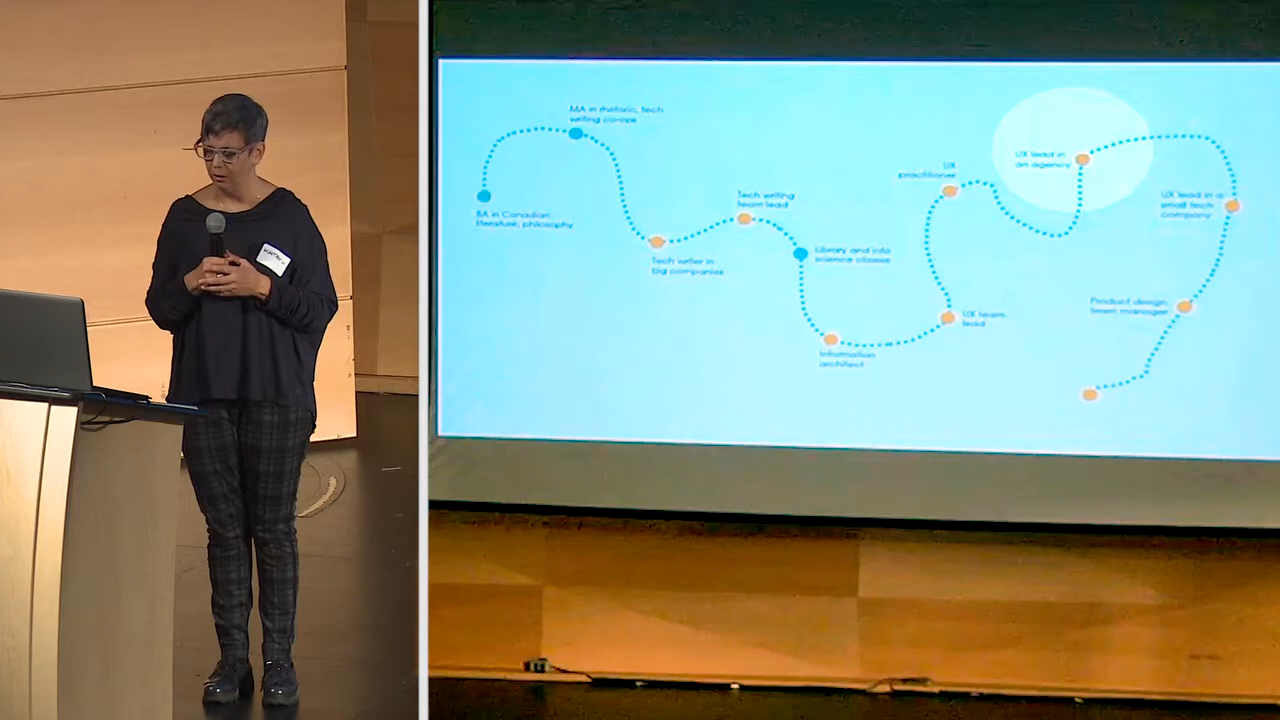 MA in rhetoric, tech
writing co-ops
BA in Canadian
literature, philosophy
Tech writer in
big companies
Tech writing
team lead
Library and info
science classes
Information
architect
UX team
lead
UX
practitioner
UX lead in
an agency
UX lead in a
small tech
company
Product design
team manager